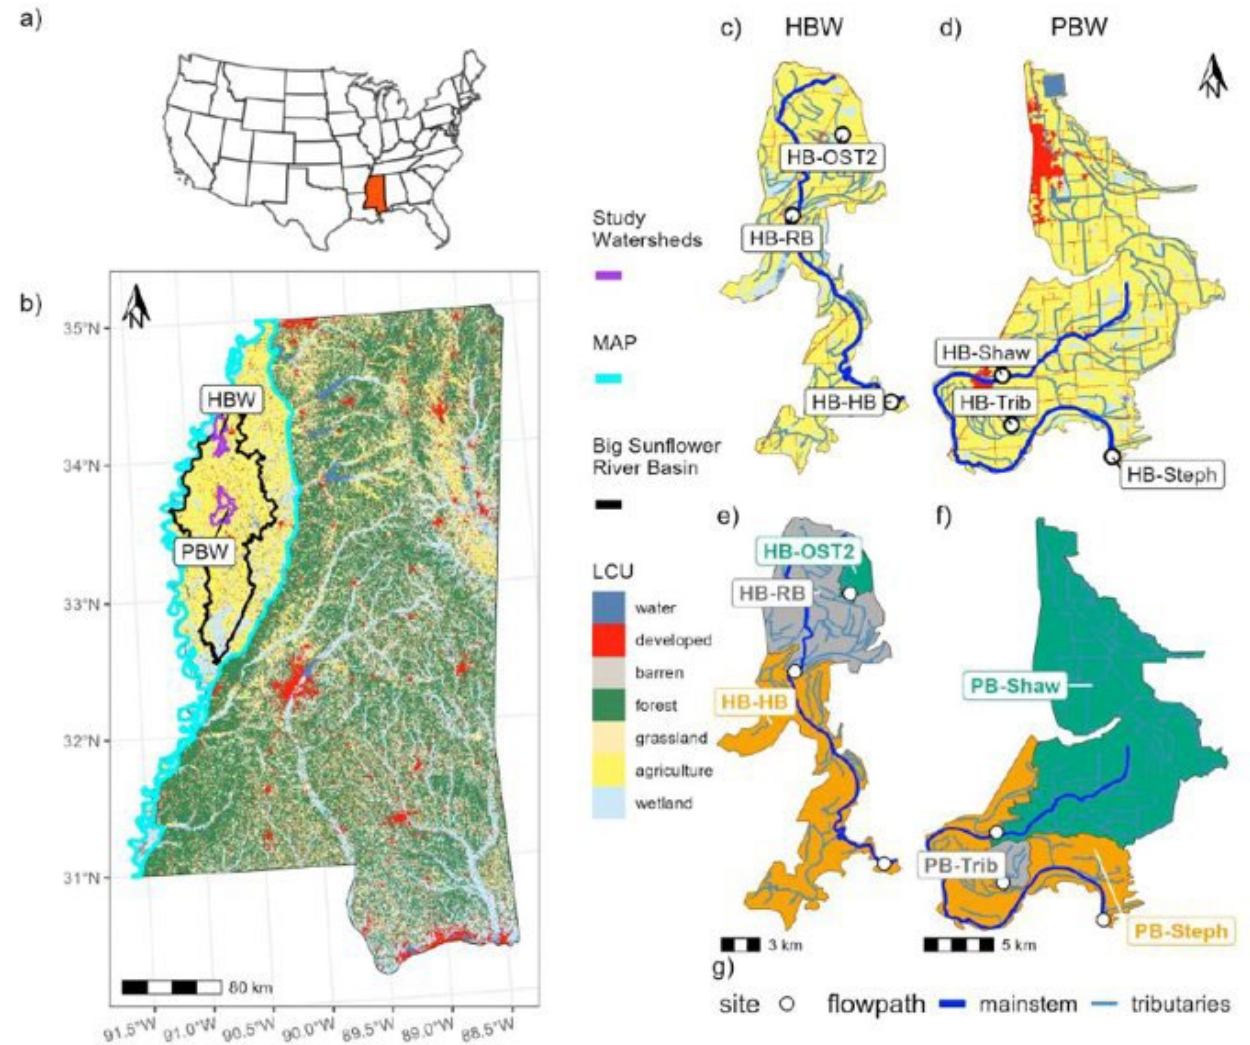 a)
b)
35°N
34°N
33°N
32°N
31°N
HBW
PBW
80 km
91.5°W 91.0°W 90.5°W 90.0°W 89.5°W 89.0°W 88.5°W
Study
Watersheds
MAP
Big Sunflower
River Basin
LCU
water
developed
barren
forest
grassland
agriculture
wetland
c) HBW
HB-OST2
HB-RB
HB-HB
d) PBW
HB-Shaw
HB-Trib
HB-Steph
e)
HB-OST2
HB-RB
HB-HB
3 km
f)
PB-Shaw
PB-Trib
PB-Steph
5 km
g)
site flowpath mainstem tributaries